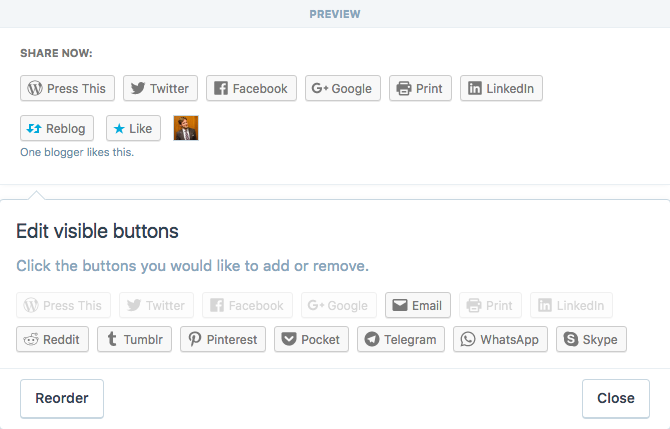 PREVIEW
SHARE NOW:
Press This Twitter Facebook G+ Google Print LinkedIn
Reblog Like
One blogger likes this.
Edit visible buttons
Click the buttons you would like to add or remove.
Press This Twitter Facebook G+ Google Email Print LinkedIn
Reddit Tumblr Pinterest Pocket Telegram WhatsApp Skype
Reorder Close